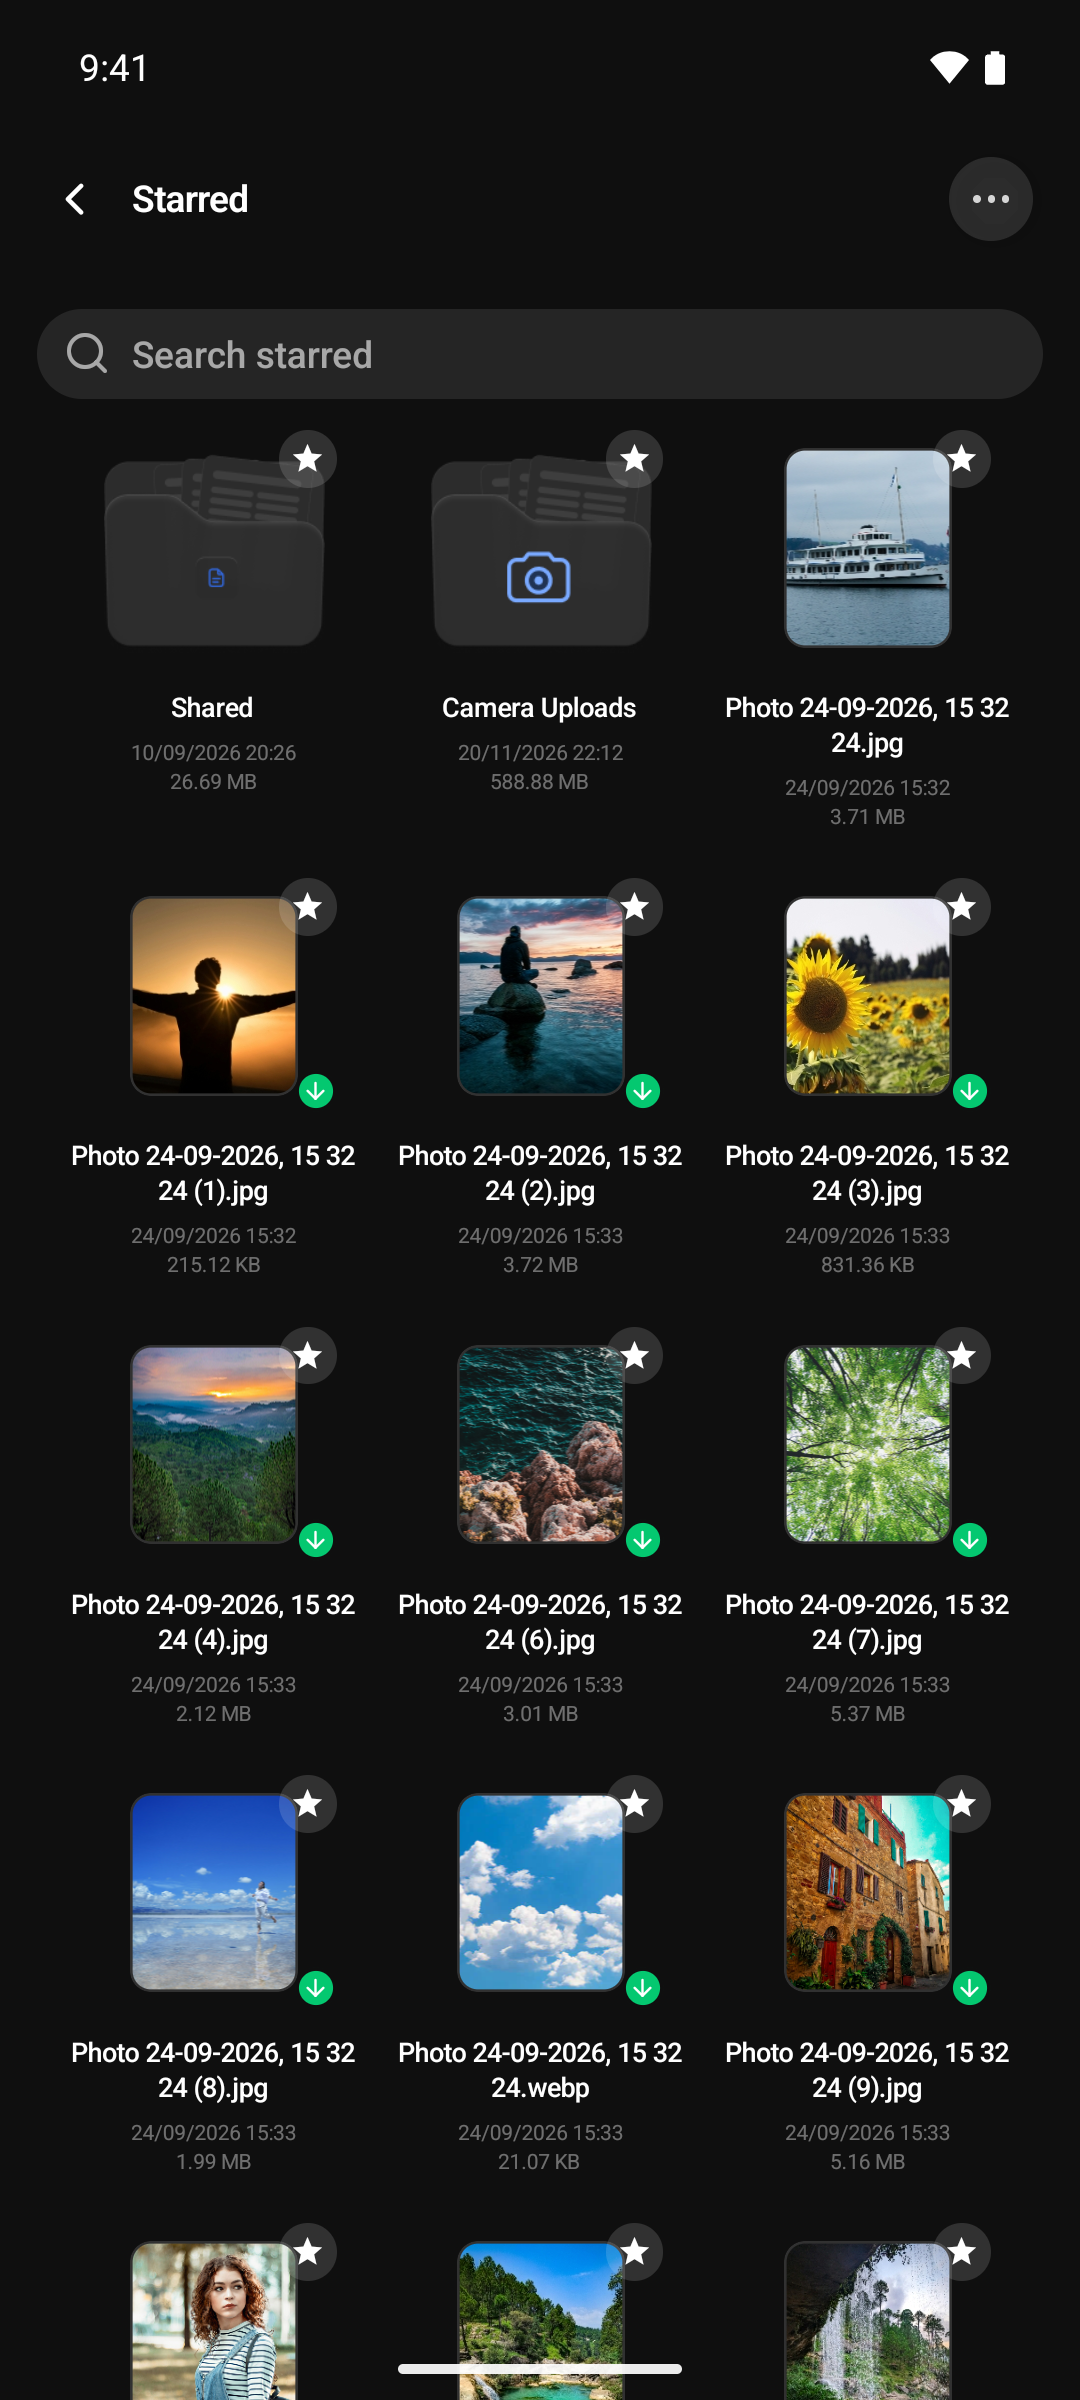 9:41
Starred
Search starred
Shared
10/09/2026 20:26
26.69 MB
Camera Uploads
20/11/2026 22:12
588.88 MB
Photo 24-09-2026, 15 32
24.jpg
24/09/2026 15:32
3.71 MB
Photo 24-09-2026, 15 32
24 (1).jpg
24/09/2026 15:32
215.12 KB
Photo 24-09-2026, 15 32
24 (2).jpg
24/09/2026 15:33
3.72 MB
Photo 24-09-2026, 15 32
24 (3).jpg
24/09/2026 15:33
831.36 KB
Photo 24-09-2026, 15 32
24 (4).jpg
24/09/2026 15:33
2.12 MB
Photo 24-09-2026, 15 32
24 (6).jpg
24/09/2026 15:33
3.01 MB
Photo 24-09-2026, 15 32
24 (7).jpg
24/09/2026 15:33
5.37 MB
Photo 24-09-2026, 15 32
24 (8).jpg
24/09/2026 15:33
1.99 MB
Photo 24-09-2026, 15 32
24.webp
24/09/2026 15:33
21.07 KB
Photo 24-09-2026, 15 32
24 (9).jpg
24/09/2026 15:33
5.16 MB